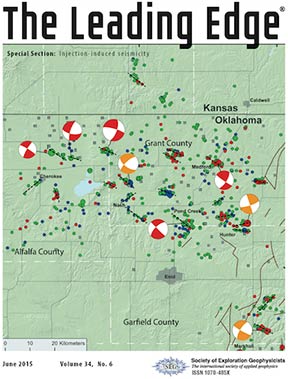 The Leading Edge®
Special Section: Injection-induced seismicity
Caldwell
Kansas
Oklahoma
Grant County
Medford
Cherokee
Nash
Pond Creek
Hunter
Alfalfa County
Enid
Garfield County
Marshall
0 10 20 Kilometers
June 2015 Volume 34, No. 6
SEG
Society of Exploration Geophysicists
The international society of applied geophysics
ISSN 1070-485X